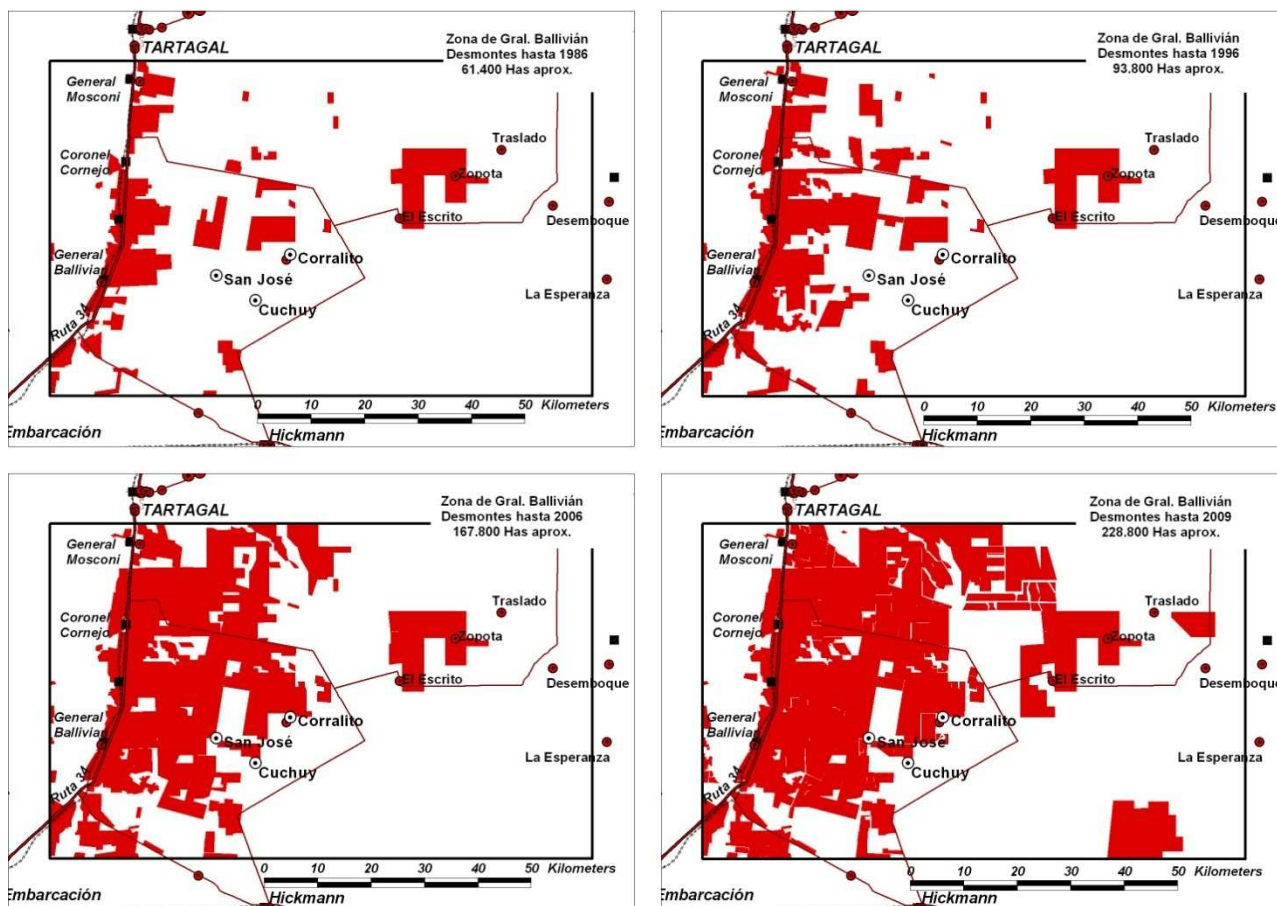 Zona de Gral. Ballivián
Desmontes hasta 1986
61.400 Has aprox.
TARTAGAL
General
Mosconi
Coronel
Cornejo
Traslado
Zopota
El Escrito
Desemboque
General
Ballivian
Corralito
San José
Cuchuy
La Esperanza
Ruta 34
0 10 20 30 40 50 Kilometers
Embarcación
Hickmann
Zona de Gral. Ballivián
Desmontes hasta 1996
93.800 Has aprox.
TARTAGAL
General
Mosconi
Coronel
Cornejo
Traslado
Zopota
El Escrito
Desemboque
General
Ballivian
Corralito
San José
Cuchuy
La Esperanza
Ruta 34
0 10 20 30 40 50 Kilometers
Embarcación
Hickmann
Zona de Gral. Ballivián
Desmontes hasta 2006
167.800 Has aprox.
TARTAGAL
General
Mosconi
Coronel
Cornejo
Traslado
Zopota
El Escrito
Desemboque
General
Ballivian
Corralito
San José
Cuchuy
La Esperanza
Ruta 34
0 10 20 30 40 50 Kilometers
Embarcación
Hickmann
Zona de Gral. Ballivián
Desmontes hasta 2009
228.800 Has aprox.
TARTAGAL
General
Mosconi
Coronel
Cornejo
Traslado
Zopota
El Escrito
Desemboque
General
Ballivian
Corralito
San José
Cuchuy
La Esperanza
Ruta 34
0 10 20 30 40 50 Kilometers
Embarcación
Hickmann